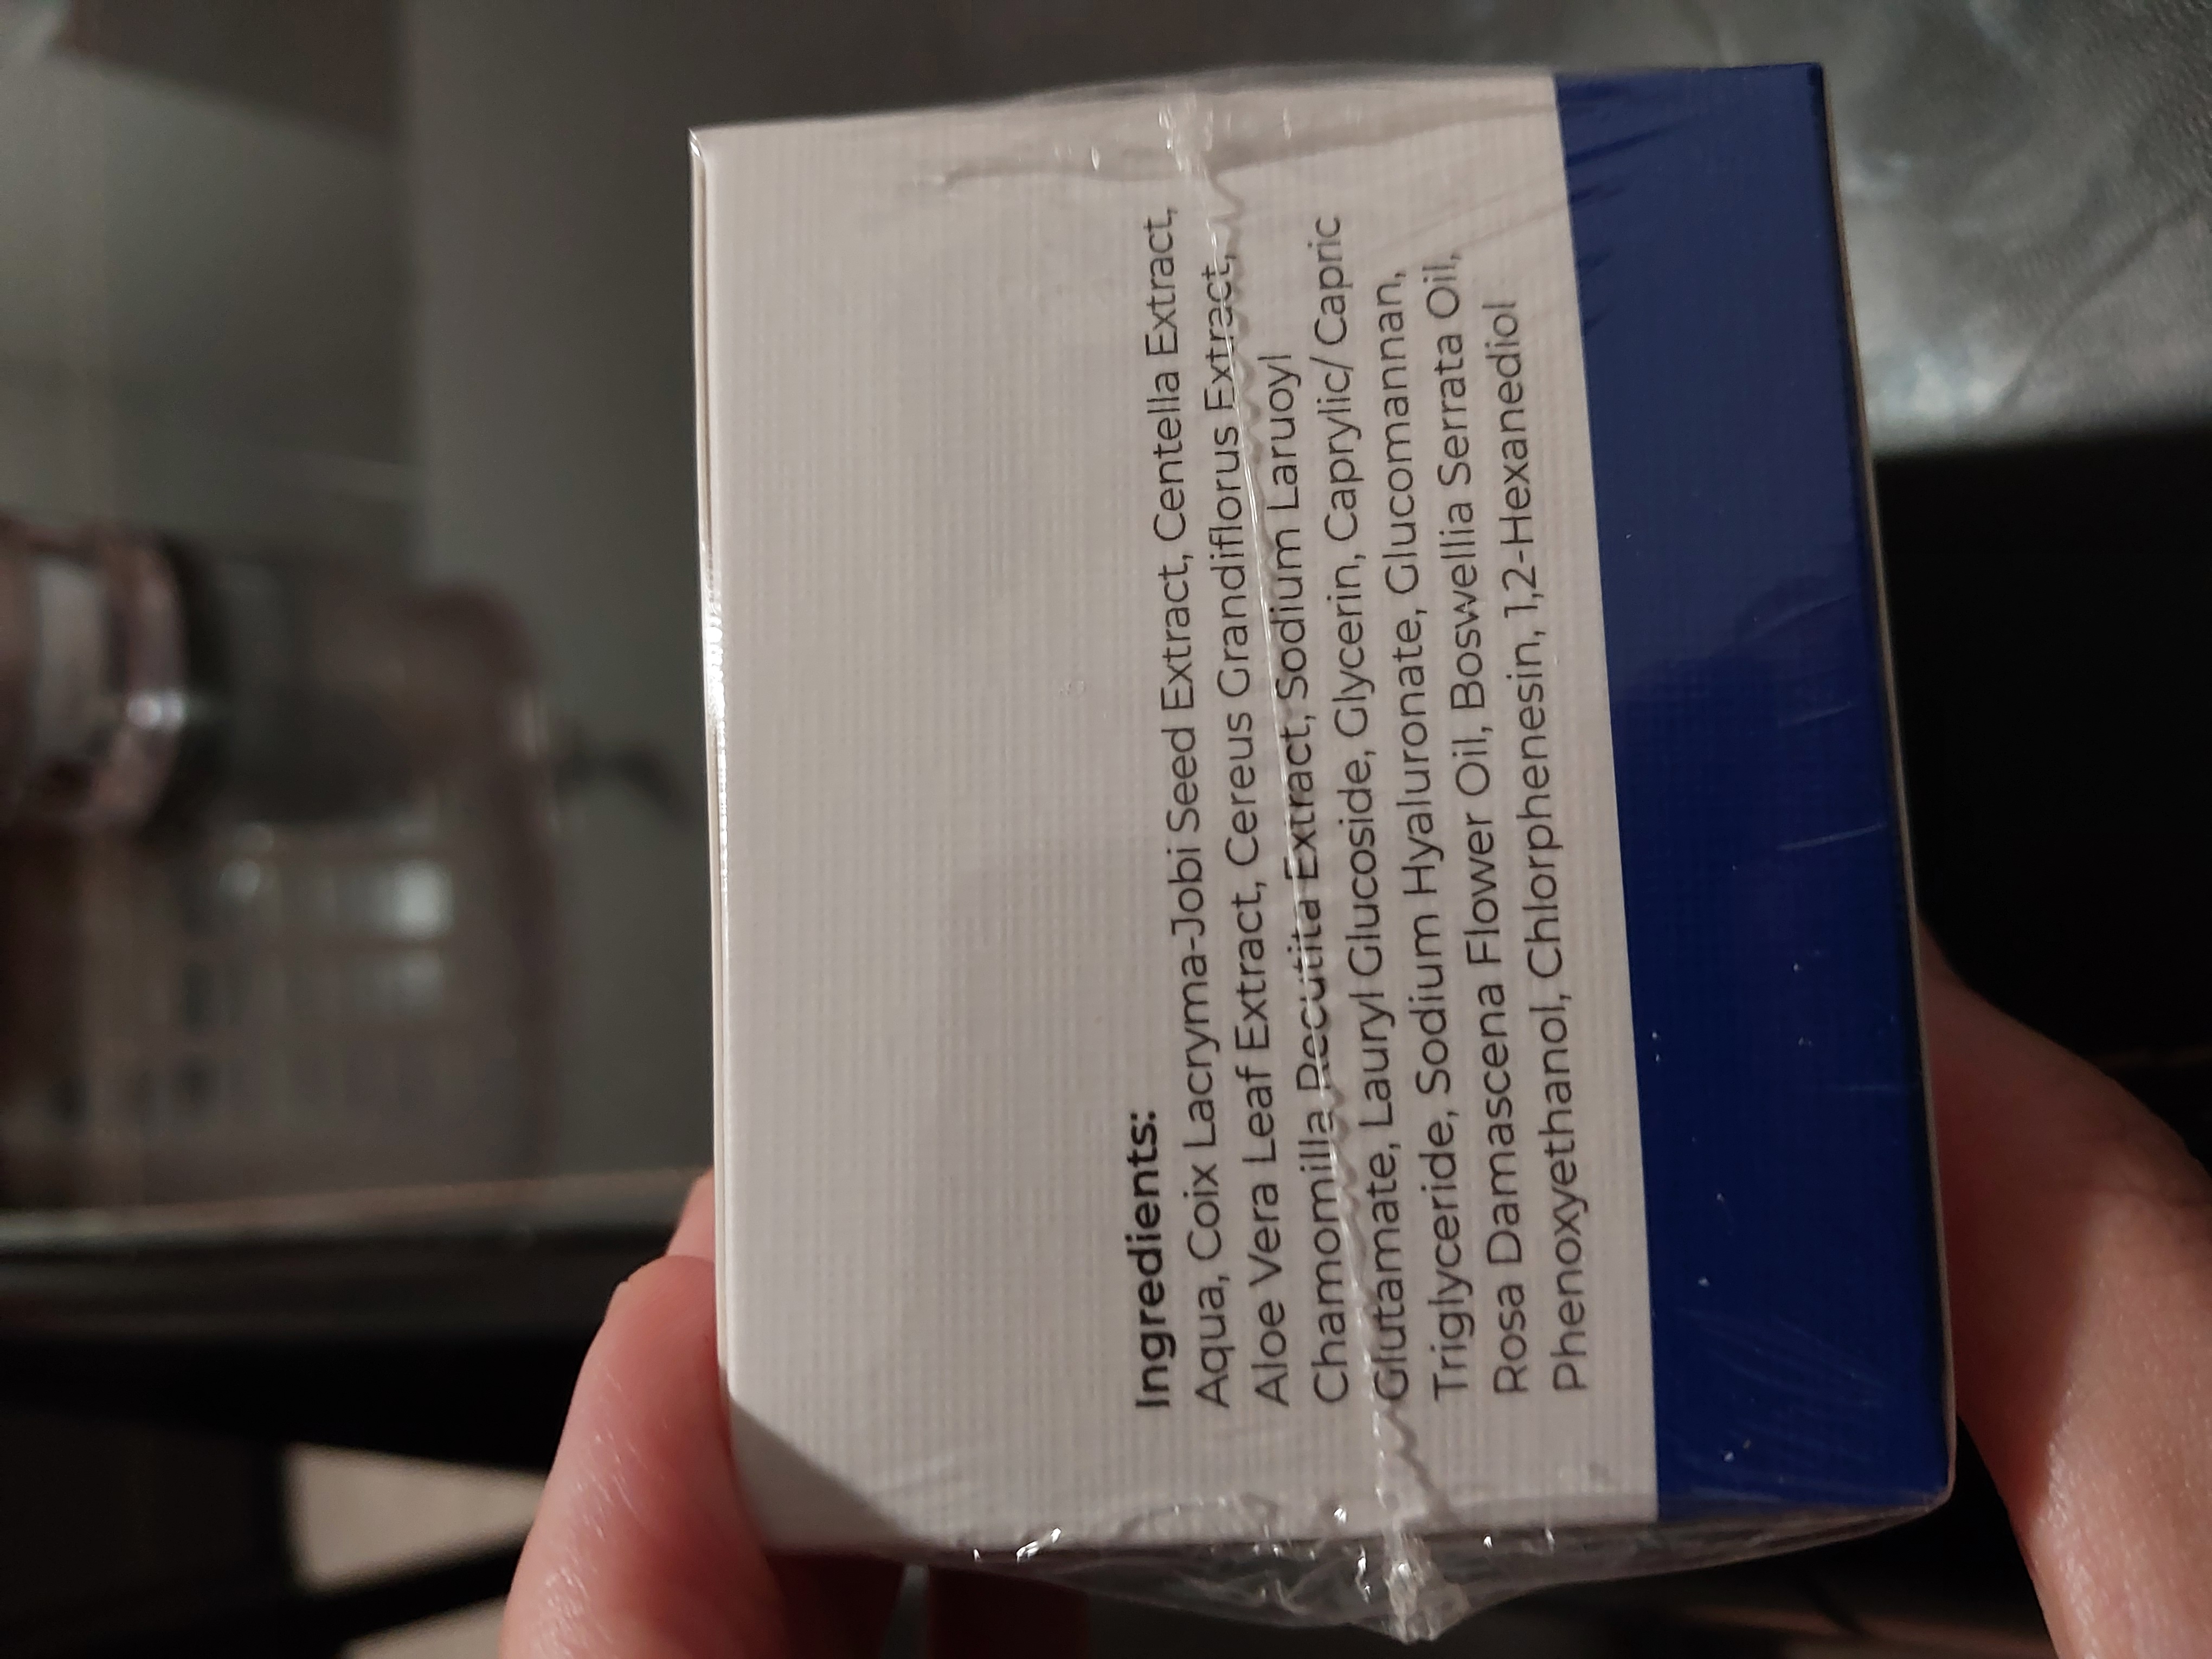 Ingredients:
Aqua, Coix Lacryma-Jobi Seed Extract, Centella Extract,
Aloe Vera Leaf Extract, Cereus Grandiflorus Extract,
Chamomilla Recutita Extract, Sodium Laruoyl
Glutamate, Lauryl Glucoside, Glycerin, Caprylic/ Capric
Triglyceride, Sodium Hyaluronate, Glucomannan,
Rosa Damascena Flower Oil, Boswellia Serrata Oil,
Phenoxyethanol, Chlorphenesin, 1,2-Hexanediol